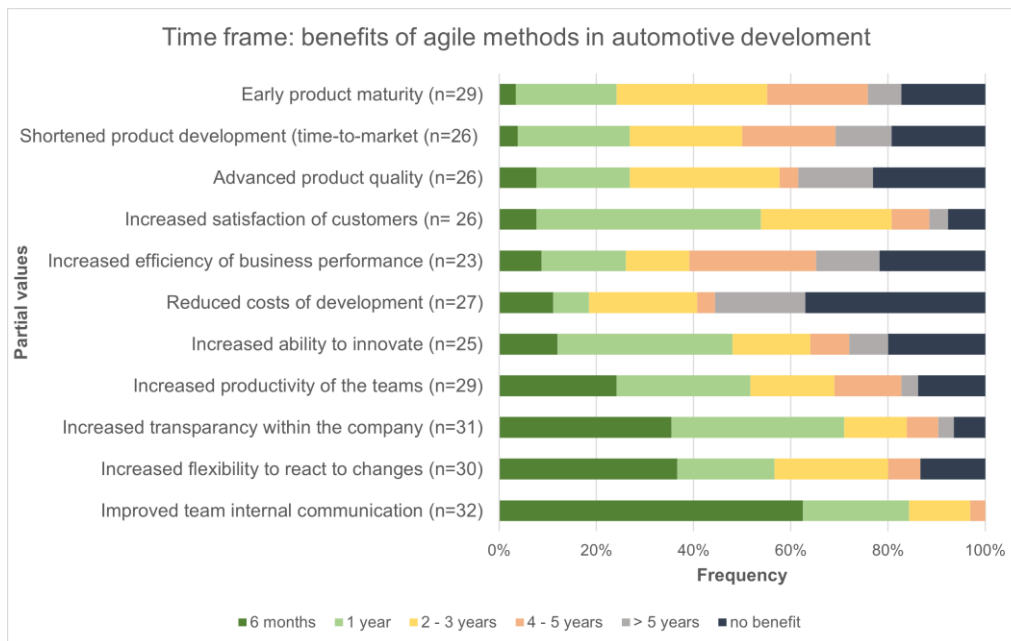 Time frame: benefits of agile methods in automotive develoment
Partial values
Early product maturity (n=29)
Shortened product development (time-to-market (n=26)
Advanced product quality (n=26)
Increased satisfaction of customers (n= 26)
Increased efficiency of business performance (n=23)
Reduced costs of development (n=27)
Increased ability to innovate (n=25)
Increased productivity of the teams (n=29)
Increased transparancy within the company (n=31)
Increased flexibility to react to changes (n=30)
Improved team internal communication (n=32)
0% 20% 40% 60% 80% 100%
Frequency
6 months 1 year 2 - 3 years 4 - 5 years > 5 years no benefit